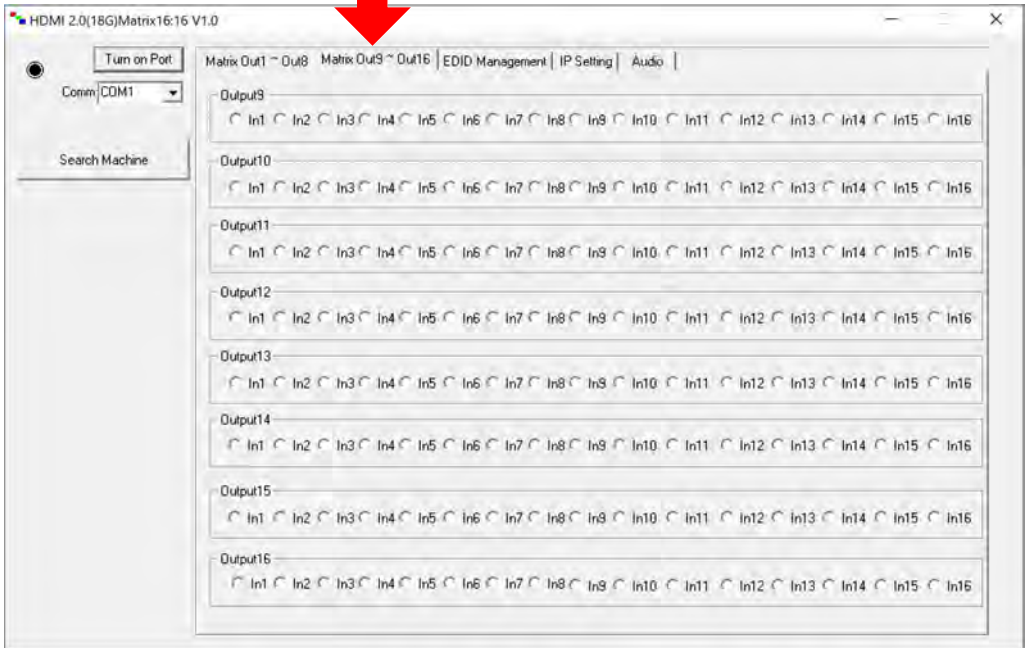 HDMI 2.0(18G)Matrix16:16 V1.0
Turn on Port
Comm COM1
Search Machine
Matrix Out1 ~ Out8 Matrix Out9 ~ Out16 EDID Management IP Setting Audio
Output9
In1 In2 In3 In4 In5 In6 In7 In8 In9 In10 In11 In12 In13 In14 In15 In16
Output10
In1 In2 In3 In4 In5 In6 In7 In8 In9 In10 In11 In12 In13 In14 In15 In16
Output11
In1 In2 In3 In4 In5 In6 In7 In8 In9 In10 In11 In12 In13 In14 In15 In16
Output12
In1 In2 In3 In4 In5 In6 In7 In8 In9 In10 In11 In12 In13 In14 In15 In16
Output13
In1 In2 In3 In4 In5 In6 In7 In8 In9 In10 In11 In12 In13 In14 In15 In16
Output14
In1 In2 In3 In4 In5 In6 In7 In8 In9 In10 In11 In12 In13 In14 In15 In16
Output15
In1 In2 In3 In4 In5 In6 In7 In8 In9 In10 In11 In12 In13 In14 In15 In16
Output16
In1 In2 In3 In4 In5 In6 In7 In8 In9 In10 In11 In12 In13 In14 In15 In16